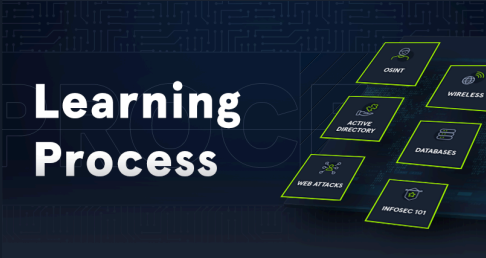 Learning
Process
OSINT
WIRELESS
ACTIVE
DIRECTORY
DATABASES
WEB ATTACKS
INFOSEC 101